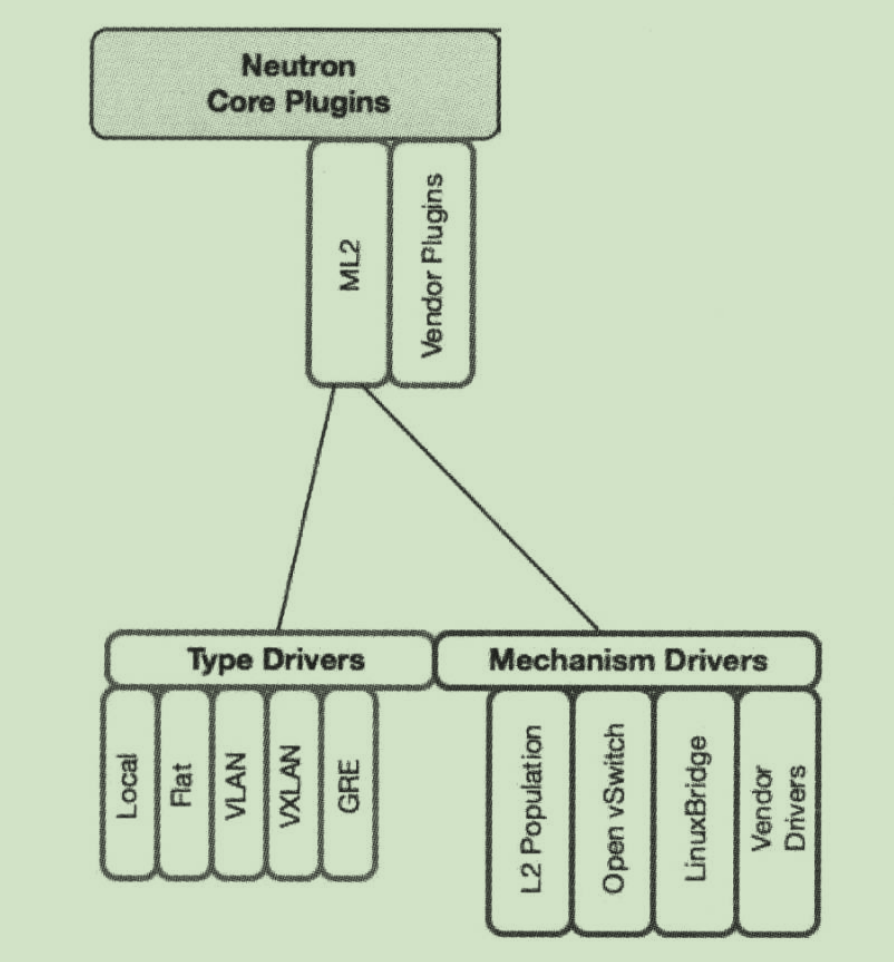 Neutron
Core Plugins
ML2
Vendor Plugins
Type Drivers
Mechanism Drivers
Local
Flat
VLAN
VXLAN
GRE
L2 Population
Open vSwitch
LinuxBridge
Vendor
Drivers